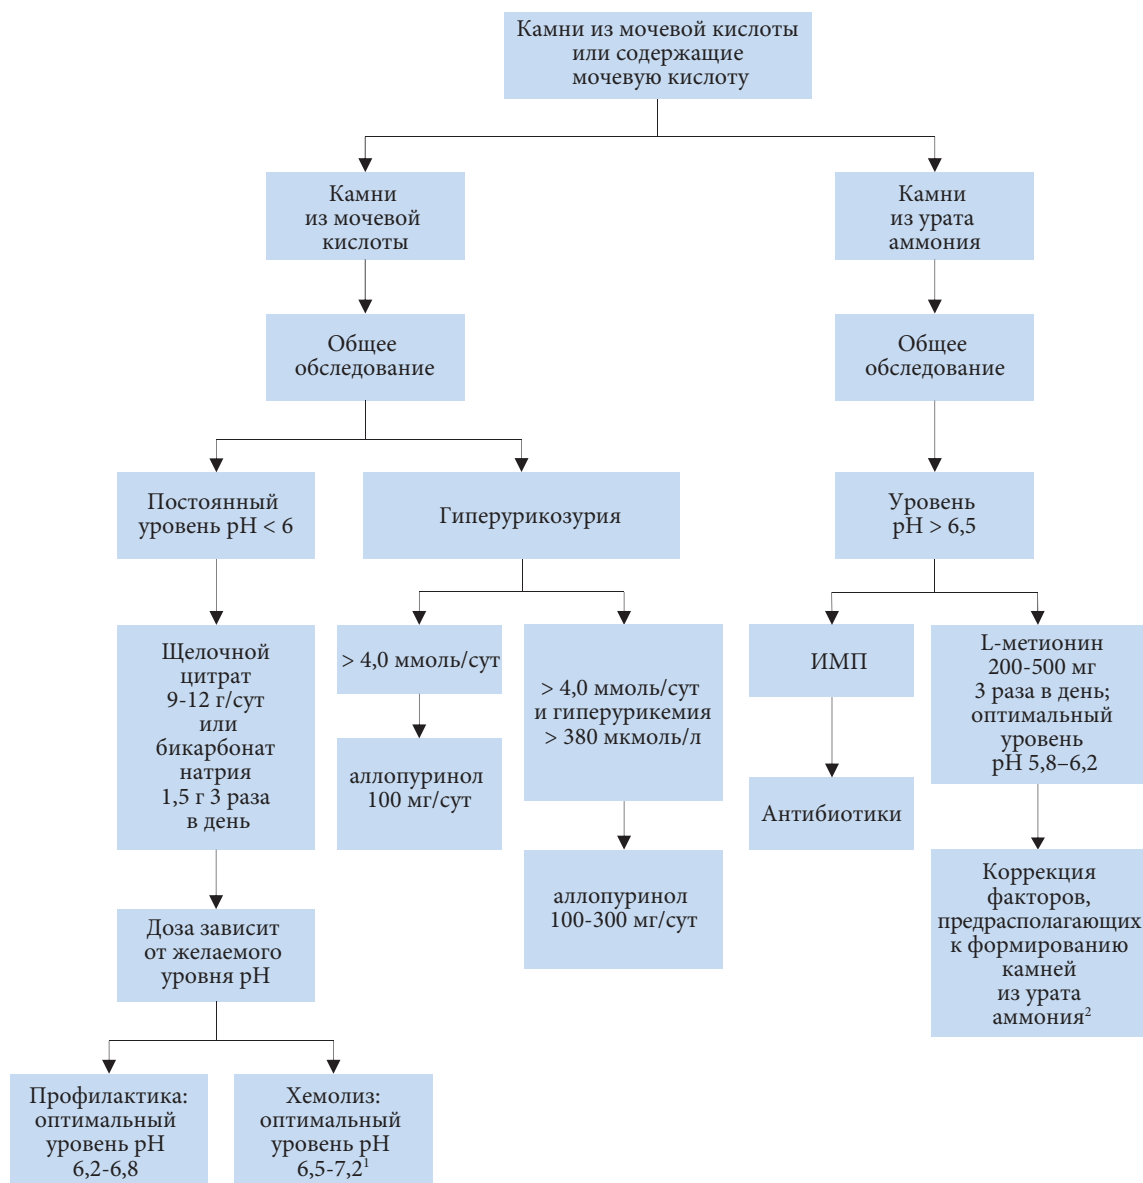 Камни из мочевой кислоты
или содержащие
мочевую кислоту
Камни
из мочевой
кислоты
Камни
из урата
аммония
Общее
обследование
Общее
обследование
Постоянный
уровень pH < 6
Гиперурикозурия
Уровень
pH > 6,5
Щелочной
цитрат
9-12 г/сут
или
бикарбонат
натрия
1,5 г 3 раза
в день
> 4,0 ммоль/сут
> 4,0 ммоль/сут
и гиперурикемия
> 380 мкмоль/л
ИМП
L-метионин
200-500 мг
3 раза в день;
оптимальный
уровень
pH 5,8–6,2
аллопуринол
100 мг/сут
Антибиотики
аллопуринол
100-300 мг/сут
Коррекция
факторов,
предрасполагающих
к формированию
камней
из урата
аммония²
Доза зависит
от желаемого
уровня pH
Профилактика:
оптимальный
уровень pH
6,2-6,8
Хемолиз:
оптимальный
уровень pH
6,5-7,2¹